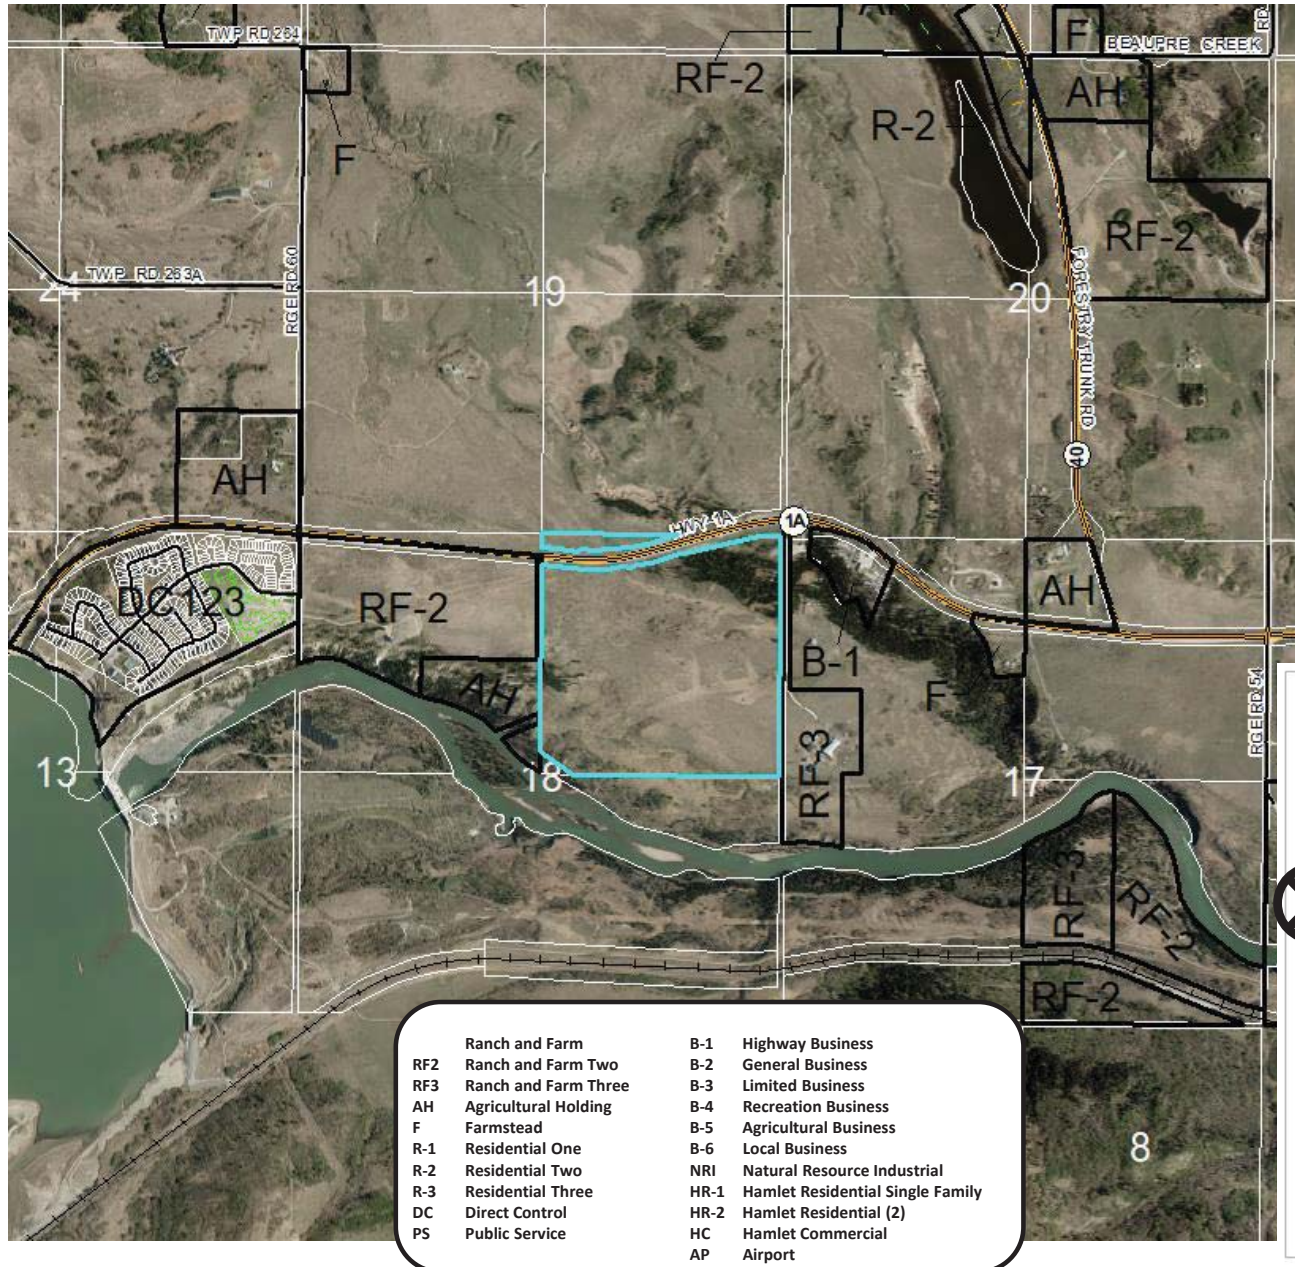 TWP RD 264
BEAUPRE CREEK
RD
F
RF-2
AH
R-2
F
RF-2
TWP RD 263A
24
19
20
RGE RD 60
FORESTRY TRUNK RD
40
AH
HWY 1A
1A
DC123
RF-2
AH
B-1
AH
F
RGE RD 54
13
18
RF-3
17
RF-3
RF-2
RF-2
8
Ranch and Farm
RF2 Ranch and Farm Two
RF3 Ranch and Farm Three
AH Agricultural Holding
F Farmstead
R-1 Residential One
R-2 Residential Two
R-3 Residential Three
DC Direct Control
PS Public Service
B-1 Highway Business
B-2 General Business
B-3 Limited Business
B-4 Recreation Business
B-5 Agricultural Business
B-6 Local Business
NRI Natural Resource Industrial
HR-1 Hamlet Residential Single Family
HR-2 Hamlet Residential (2)
HC Hamlet Commercial
AP Airport